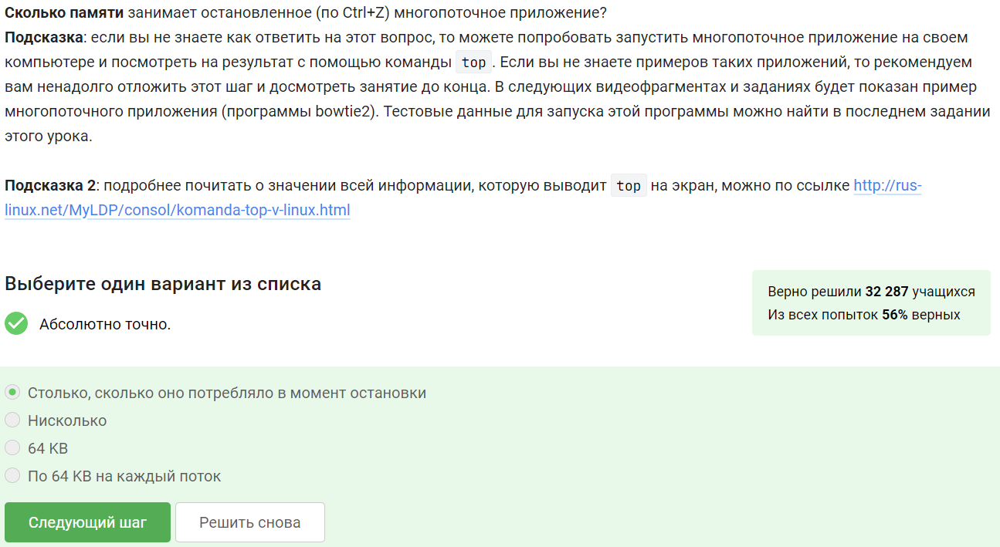 Сколько памяти занимает остановленное (по Ctrl+Z) многопоточное приложение?
Подсказка: если вы не знаете как ответить на этот вопрос, то можете попробовать запустить многопоточное приложение на своем
компьютере и посмотреть на результат с помощью команды top . Если вы не знаете примеров таких приложений, то рекомендуем
вам ненадолго отложить этот шаг и досмотреть занятие до конца. В следующих видеофрагментах и заданиях будет показан пример
многопоточного приложения (программы bowtie2). Тестовые данные для запуска этой программы можно найти в последнем задании
этого урока.
Подсказка 2: подробнее почитать о значении всей информации, которую выводит top на экран, можно по ссылке http://rus-
linux.net/MyLDP/consol/komanda-top-v-linux.html
Выберите один вариант из списка
Абсолютно точно.
Верно решили 32 287 учащихся
Из всех попыток 56% верных
Столько, сколько оно потребляло в момент остановки
Нисколько
64 KB
По 64 KB на каждый поток
Следующий шаг
Решить снова